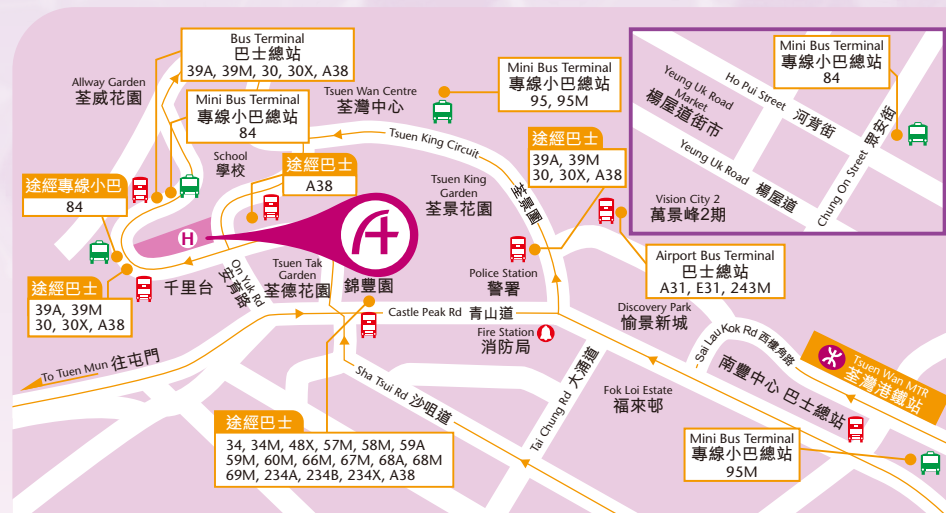 Bus Terminal
巴士總站
39A, 39M, 30, 30X, A38
Allway Garden
荃威花園
Mini Bus Terminal
專線小巴總站
84
School
學校
途經巴士
A38
途經專線小巴
84
途經巴士
39A, 39M
30, 30X, A38
H
千里台
On Yuk Rd
安育路
Tsuen Tak
Garden
荃德花園
錦豐園
Tsuen Wan Centre
荃灣中心
Mini Bus Terminal
專線小巴總站
95, 95M
Tsuen King Circuit
荃景圍
Tsuen King
Garden
荃景花園
途經巴士
39A, 39M
30, 30X, A38
Police Station
警署
Castle Peak Rd 青山道
Fire Station
消防局
To Tuen Mun 往屯門
途經巴士
34, 34M, 48X, 57M, 58M, 59A
59M, 60M, 66M, 67M, 68A, 68M
69M, 234A, 234B, 234X, A38
Sha Tsui Rd 沙咀道
Tai Chung Rd 大涌道
Fok Loi Estate
福來邨
Airport Bus Terminal
巴士總站
A31, E31, 243M
Discovery Park
愉景新城
Sai Lau Kok Rd 西樓角路
Tsuen Wan MTR
荃灣港鐵站
南豐中心 巴士總站
Mini Bus Terminal
專線小巴總站
95M
Mini Bus Terminal
專線小巴總站
84
Yeung Uk Road
Market
楊屋道街市
Ho Pui Street 河背街
Yeung Uk Road 楊屋道
Chung On Street 眾安街
Vision City 2
萬景峰2期